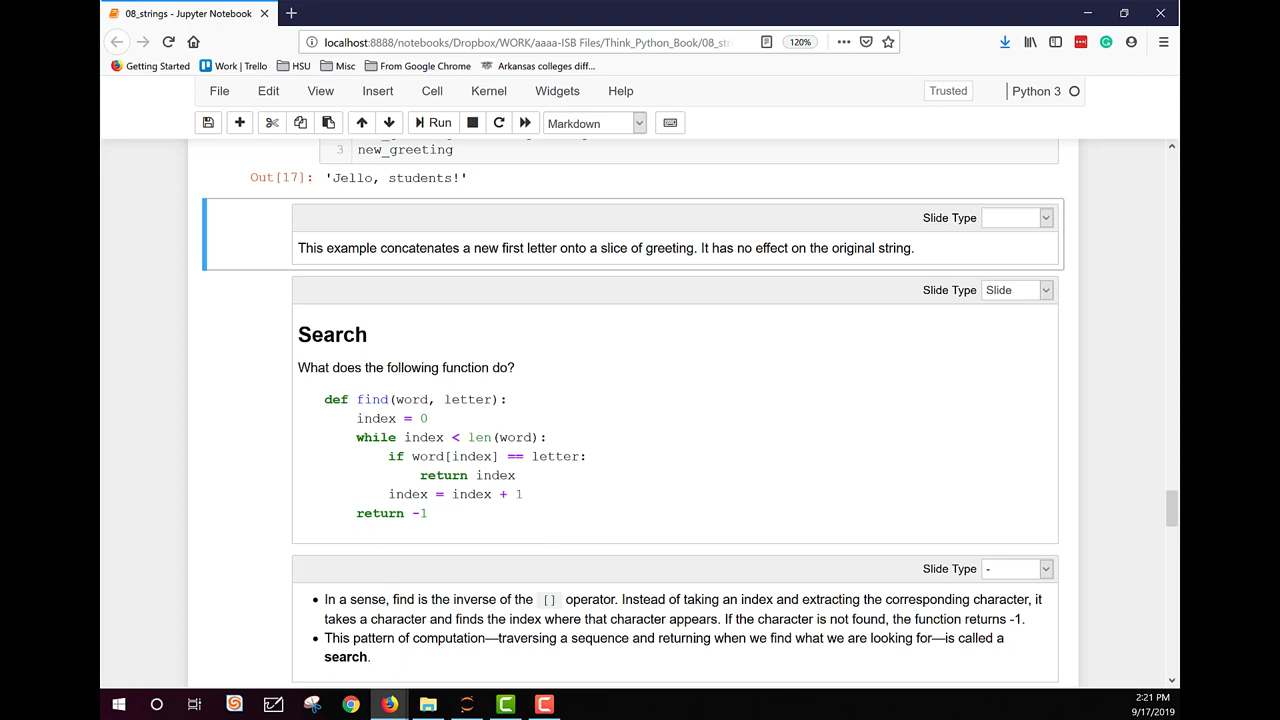 08_strings - Jupyter Notebook
localhost:8888/notebooks/Dropbox/WORK/aaaa-ISB Files/Think_Python_Book/08_str
120%
Getting Started
Work | Trello
HSU
Misc
From Google Chrome
Arkansas colleges diff...
File Edit View Insert Cell Kernel Widgets Help
Trusted
Python 3
Run
Markdown
3 new_greeting
Out[17]: 'Jello, students!'
Slide Type
This example concatenates a new first letter onto a slice of greeting. It has no effect on the original string.
Slide Type Slide
Search
What does the following function do?
def find(word, letter):
index = 0
while index < len(word):
if word[index] == letter:
return index
index = index + 1
return -1
Slide Type -
• In a sense, find is the inverse of the [] operator. Instead of taking an index and extracting the corresponding character, it
takes a character and finds the index where that character appears. If the character is not found, the function returns -1.
• This pattern of computation—traversing a sequence and returning when we find what we are looking for—is called a
search.
2:21 PM
9/17/2019